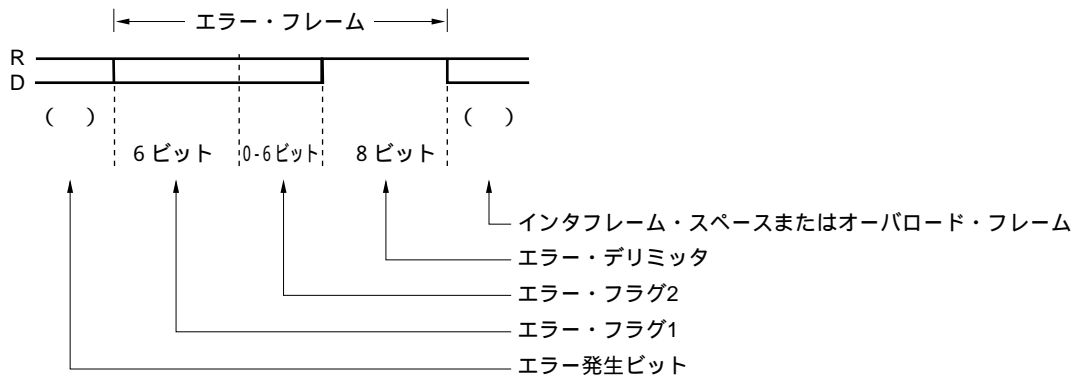 エラー・フレーム
R
D
(　)
(　)
6 ビット
0-6ビット
8 ビット
インタフレーム・スペースまたはオーバロード・フレーム
エラー・デリミッタ
エラー・フラグ2
エラー・フラグ1
エラー発生ビット